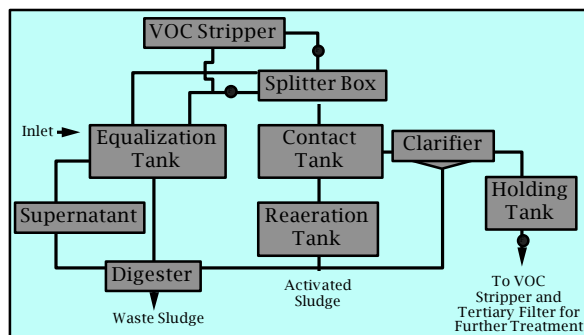 VOC Stripper
Splitter Box
Inlet
Equalization
Tank
Contact
Tank
Clarifier
Supernatant
Reaeration
Tank
Holding
Tank
Digester
Activated
Sludge
Waste Sludge
To VOC
Stripper and
Tertiary Filter for
Further Treatment